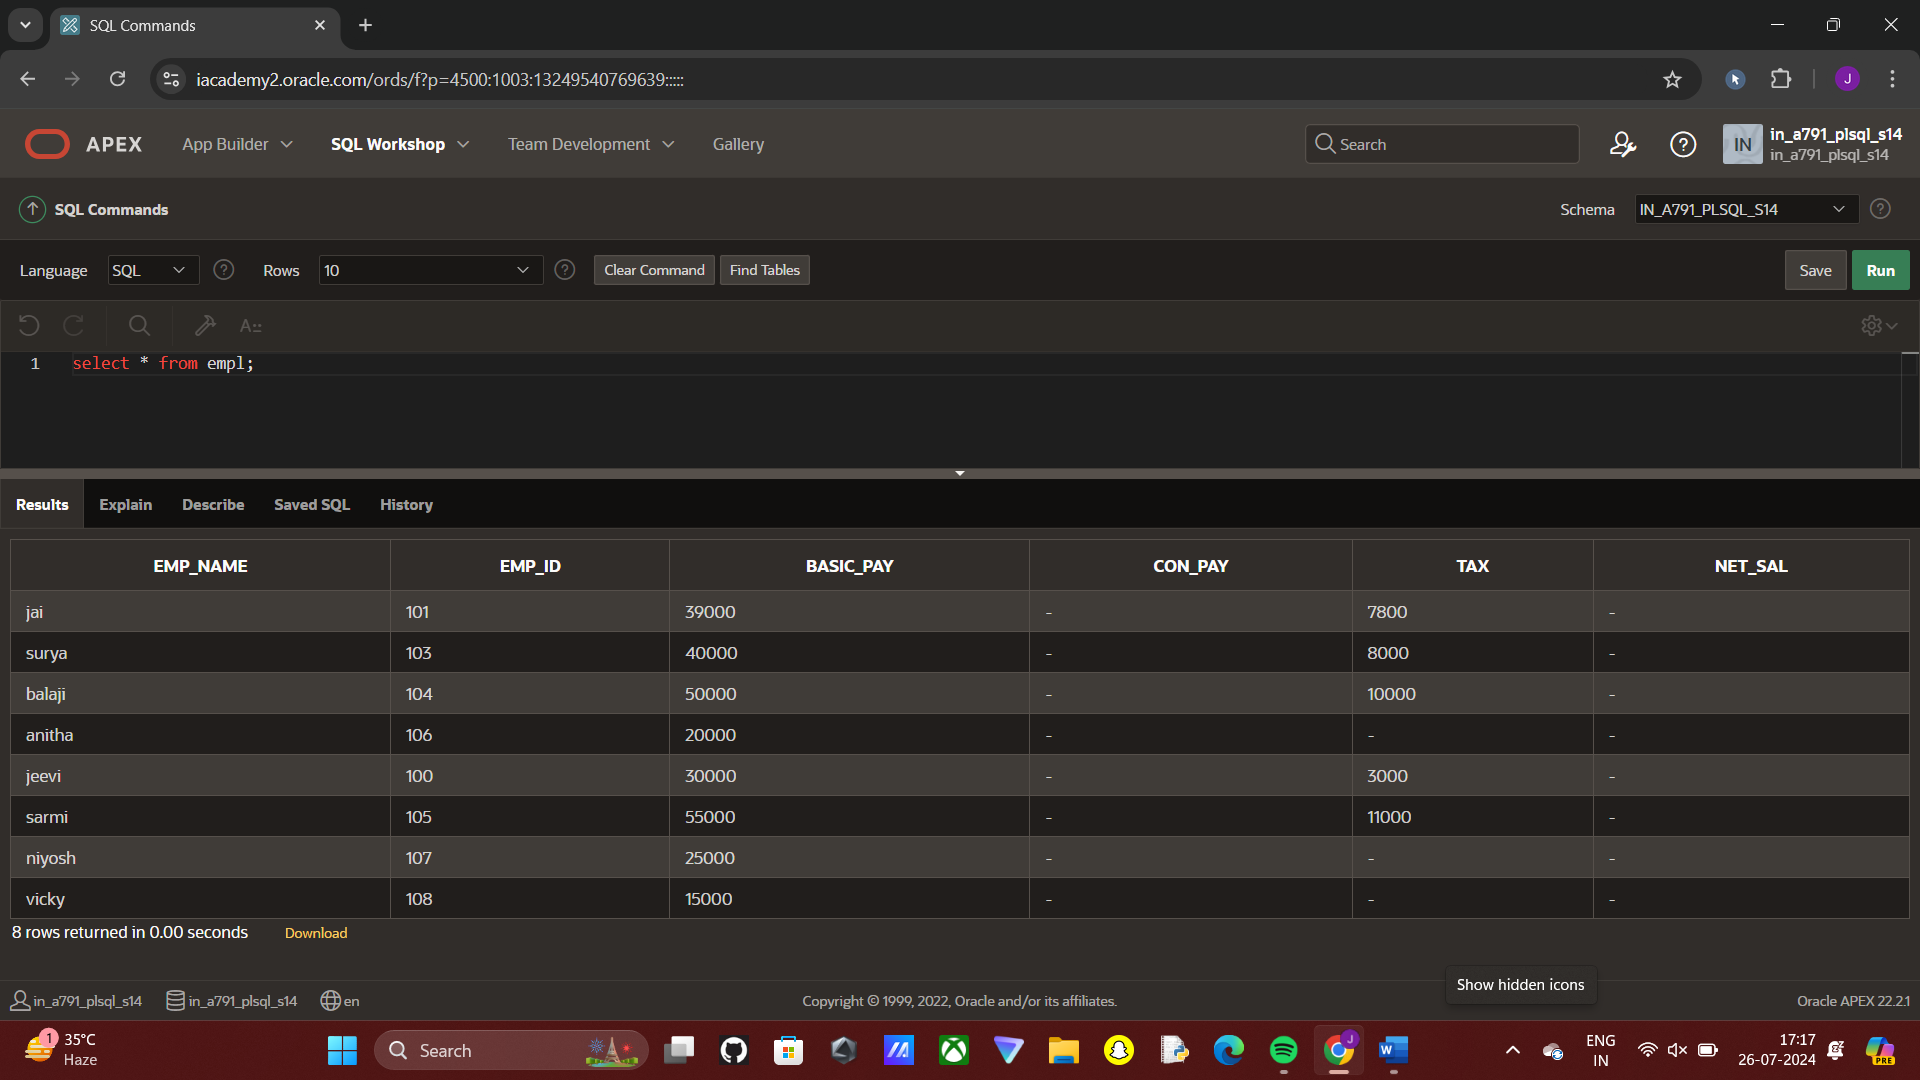 SQL Commands
iacademy2.oracle.com/ords/f?p=4500:1003:13249540769639:::::
J
APEX App Builder SQL Workshop Team Development Gallery Search IN in_a791_plsql_s14
in_a791_plsql_s14
SQL Commands Schema IN_A791_PLSQL_S14
Language SQL Rows 10 Clear Command Find Tables Save Run
1 select * from empl;
Results Explain Describe Saved SQL History
EMP_NAME EMP_ID BASIC_PAY CON_PAY TAX NET_SAL
jai 101 39000 - 7800 -
surya 103 40000 - 8000 -
balaji 104 50000 - 10000 -
anitha 106 20000 - - -
jeevi 100 30000 - 3000 -
sarmi 105 55000 - 11000 -
niyosh 107 25000 - - -
vicky 108 15000 - - -
8 rows returned in 0.00 seconds Download
Show hidden icons
in_a791_plsql_s14 in_a791_plsql_s14 en Copyright © 1999, 2022, Oracle and/or its affiliates. Oracle APEX 22.2.1
1 35°C
Haze
Search
J
W
ENG
IN
17:17
26-07-2024
PRE